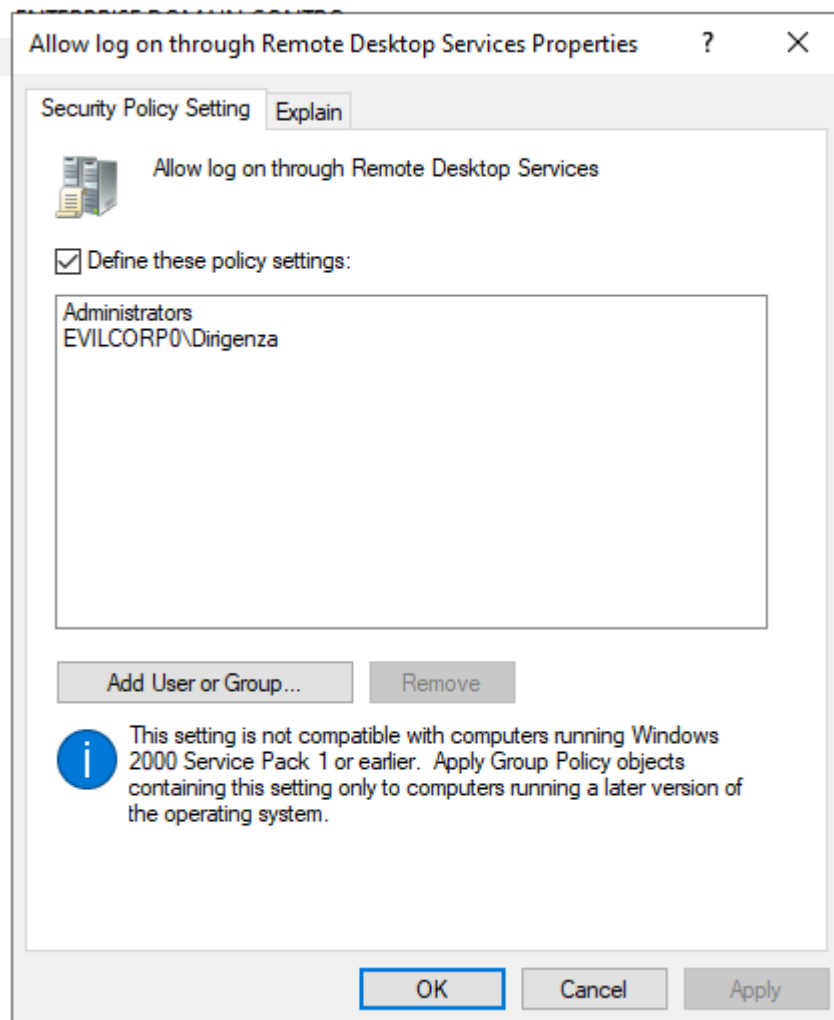 Allow log on through Remote Desktop Services Properties
?
Security Policy Setting
Explain
Allow log on through Remote Desktop Services
Define these policy settings:
Administrators
EVILCORP0\Dirigenza
Add User or Group...
Remove
This setting is not compatible with computers running Windows
2000 Service Pack 1 or earlier. Apply Group Policy objects
containing this setting only to computers running a later version of
the operating system.
OK
Cancel
Apply